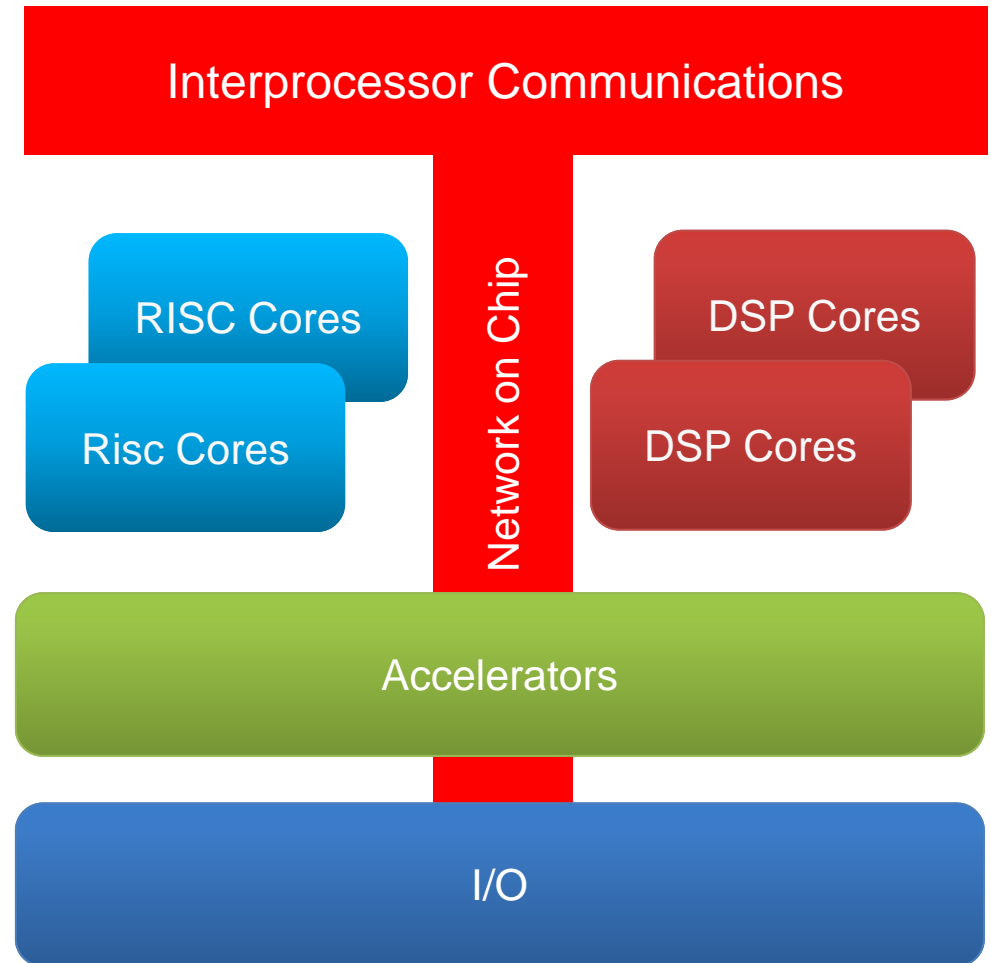 Interprocessor Communications
RISC Cores
Risc Cores
Network on Chip
DSP Cores
DSP Cores
Accelerators
I/O